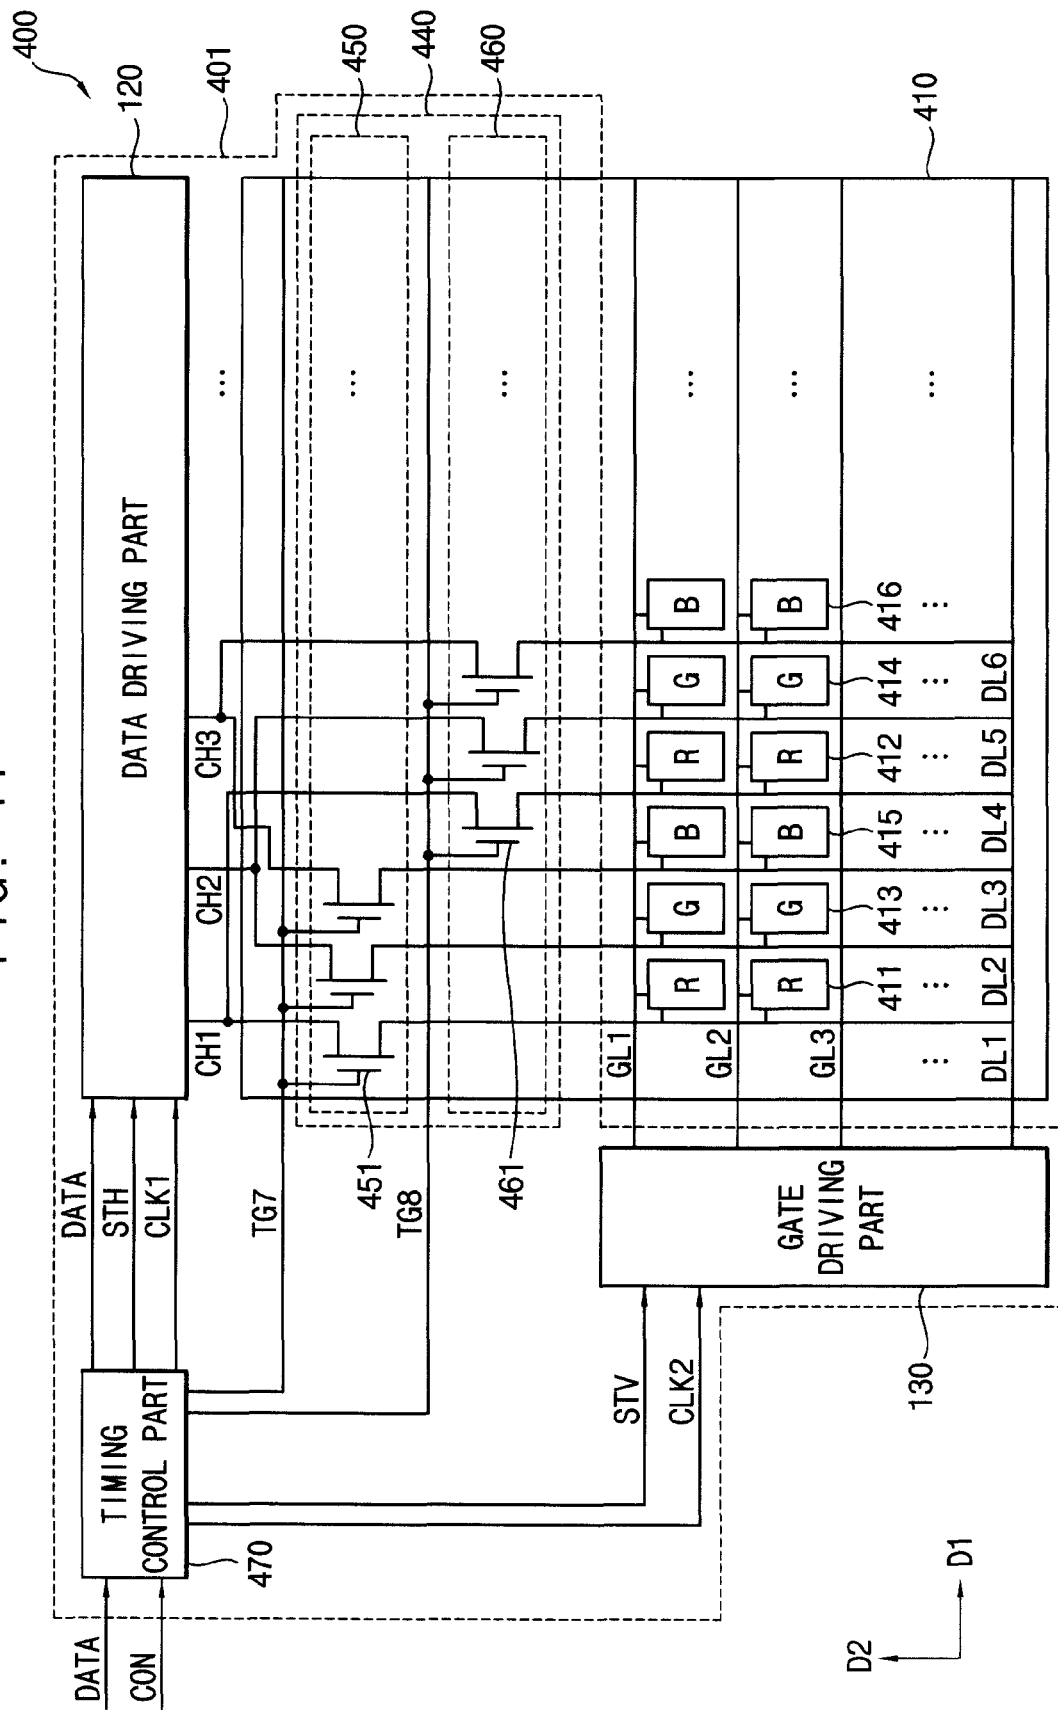 400
401
120
DATA DRIVING PART
450
440
460
410
DATA
CON
TIMING
CONTROL PART
470
DATA
STH
CLK1
CH1
CH2
CH3
...
TG7
451
...
TG8
461
...
STV
CLK2
GATE
DRIVING
PART
130
GL1
R G B R G B ...
GL2
R G B R G B ...
GL3
411 413 415 412 414 416
... ... ... ... ... ... ... ...
DL1 DL2 DL3 DL4 DL5 DL6
D2
D1